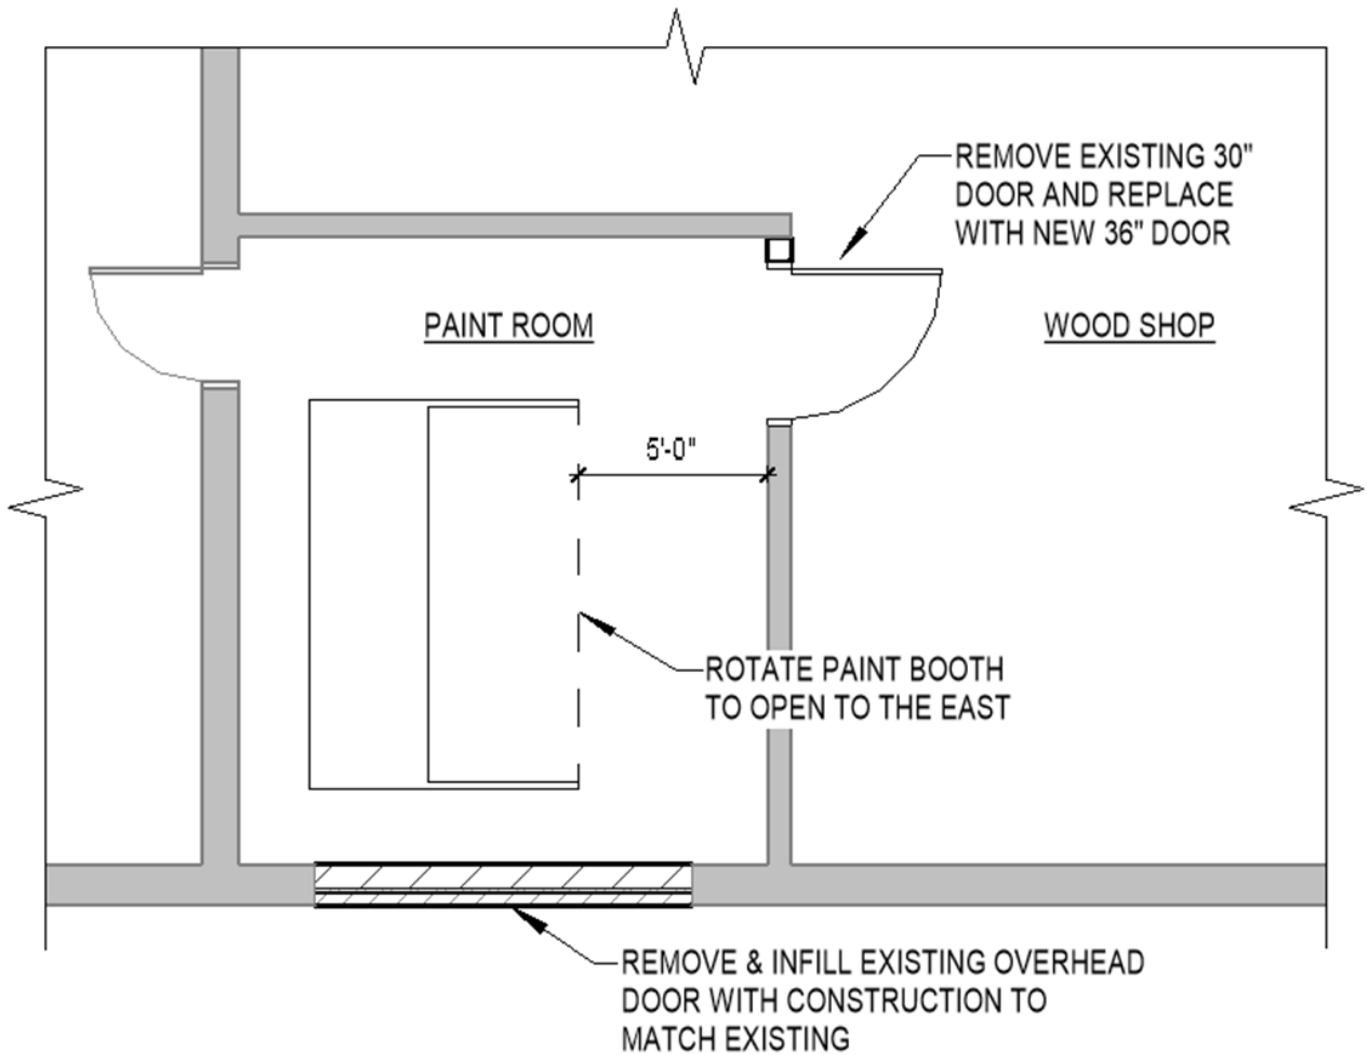 REMOVE EXISTING 30"
DOOR AND REPLACE
WITH NEW 36" DOOR
PAINT ROOM
WOOD SHOP
5'-0"
ROTATE PAINT BOOTH
TO OPEN TO THE EAST
REMOVE & INFILL EXISTING OVERHEAD
DOOR WITH CONSTRUCTION TO
MATCH EXISTING